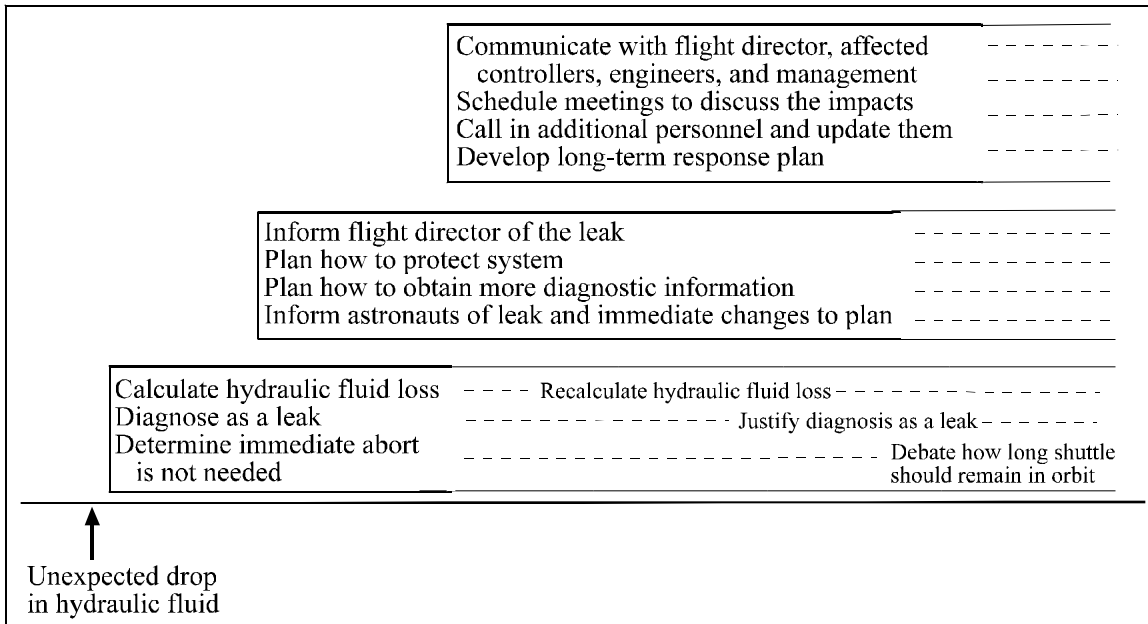 Communicate with flight director, affected
controllers, engineers, and management
Schedule meetings to discuss the impacts
Call in additional personnel and update them
Develop long-term response plan
Inform flight director of the leak
Plan how to protect system
Plan how to obtain more diagnostic information
Inform astronauts of leak and immediate changes to plan
Calculate hydraulic fluid loss
Recalculate hydraulic fluid loss
Diagnose as a leak
Justify diagnosis as a leak
Determine immediate abort
is not needed
Debate how long shuttle
should remain in orbit
Unexpected drop
in hydraulic fluid